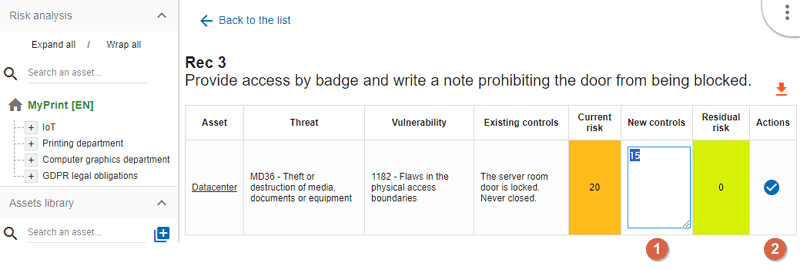 Risk analysis
Expand all / Wrap all
Search an asset...
MyPrint [EN]
IoT
Printing department
Computer graphics department
GDPR legal obligations
Assets library
Search an asset...
Back to the list
Rec 3
Provide access by badge and write a note prohibiting the door from being blocked.
Asset Threat Vulnerability Existing controls Current risk New controls Residual risk Actions
Datacenter
MD36 - Theft or
destruction of media,
documents or equipment
1182 - Flaws in the
physical access
boundaries
The server room
door is locked.
Never closed.
20
15
0
1
2